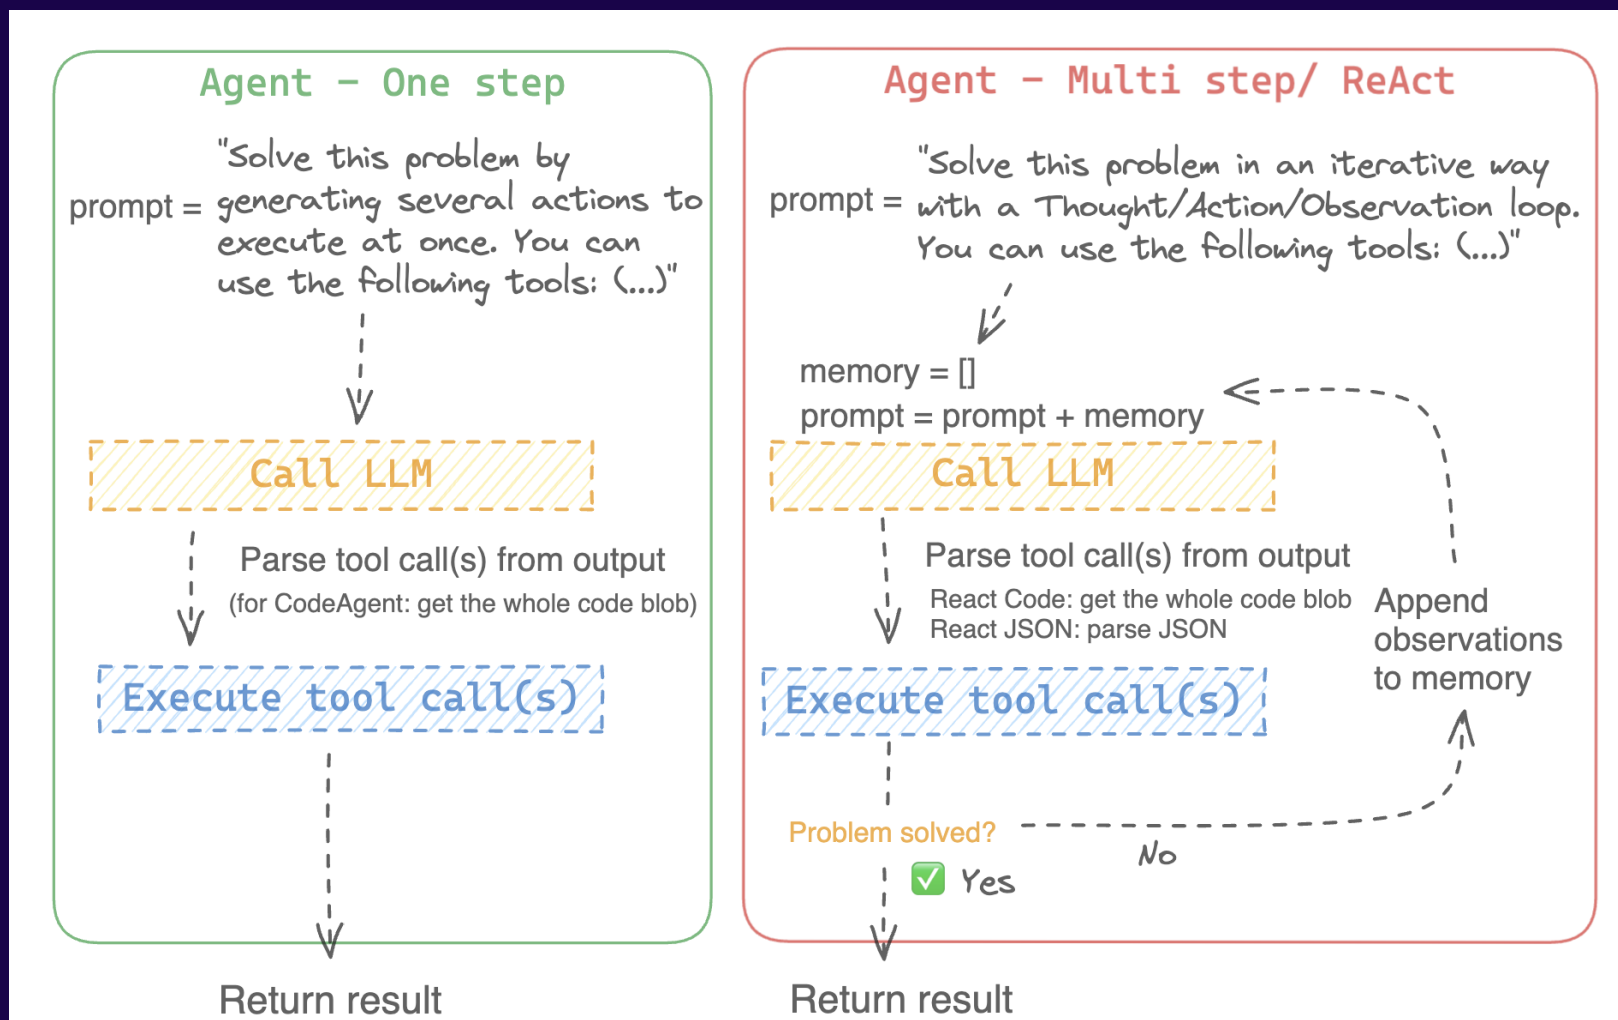 Agent - One step
"Solve this problem by
prompt = generating several actions to
execute at once. You can
use the following tools: (...)"
Call LLM
Parse tool call(s) from output
(for CodeAgent: get the whole code blob)
Execute tool call(s)
Return result
Agent - Multi step/ ReAct
"Solve this problem in an iterative way
prompt = with a Thought/Action/Observation loop.
You can use the following tools: (...)"
memory = []
prompt = prompt + memory
Call LLM
Parse tool call(s) from output
React Code: get the whole code blob
React JSON: parse JSON
Execute tool call(s)
Problem solved?
No
Append
observations
to memory
✅ Yes
Return result